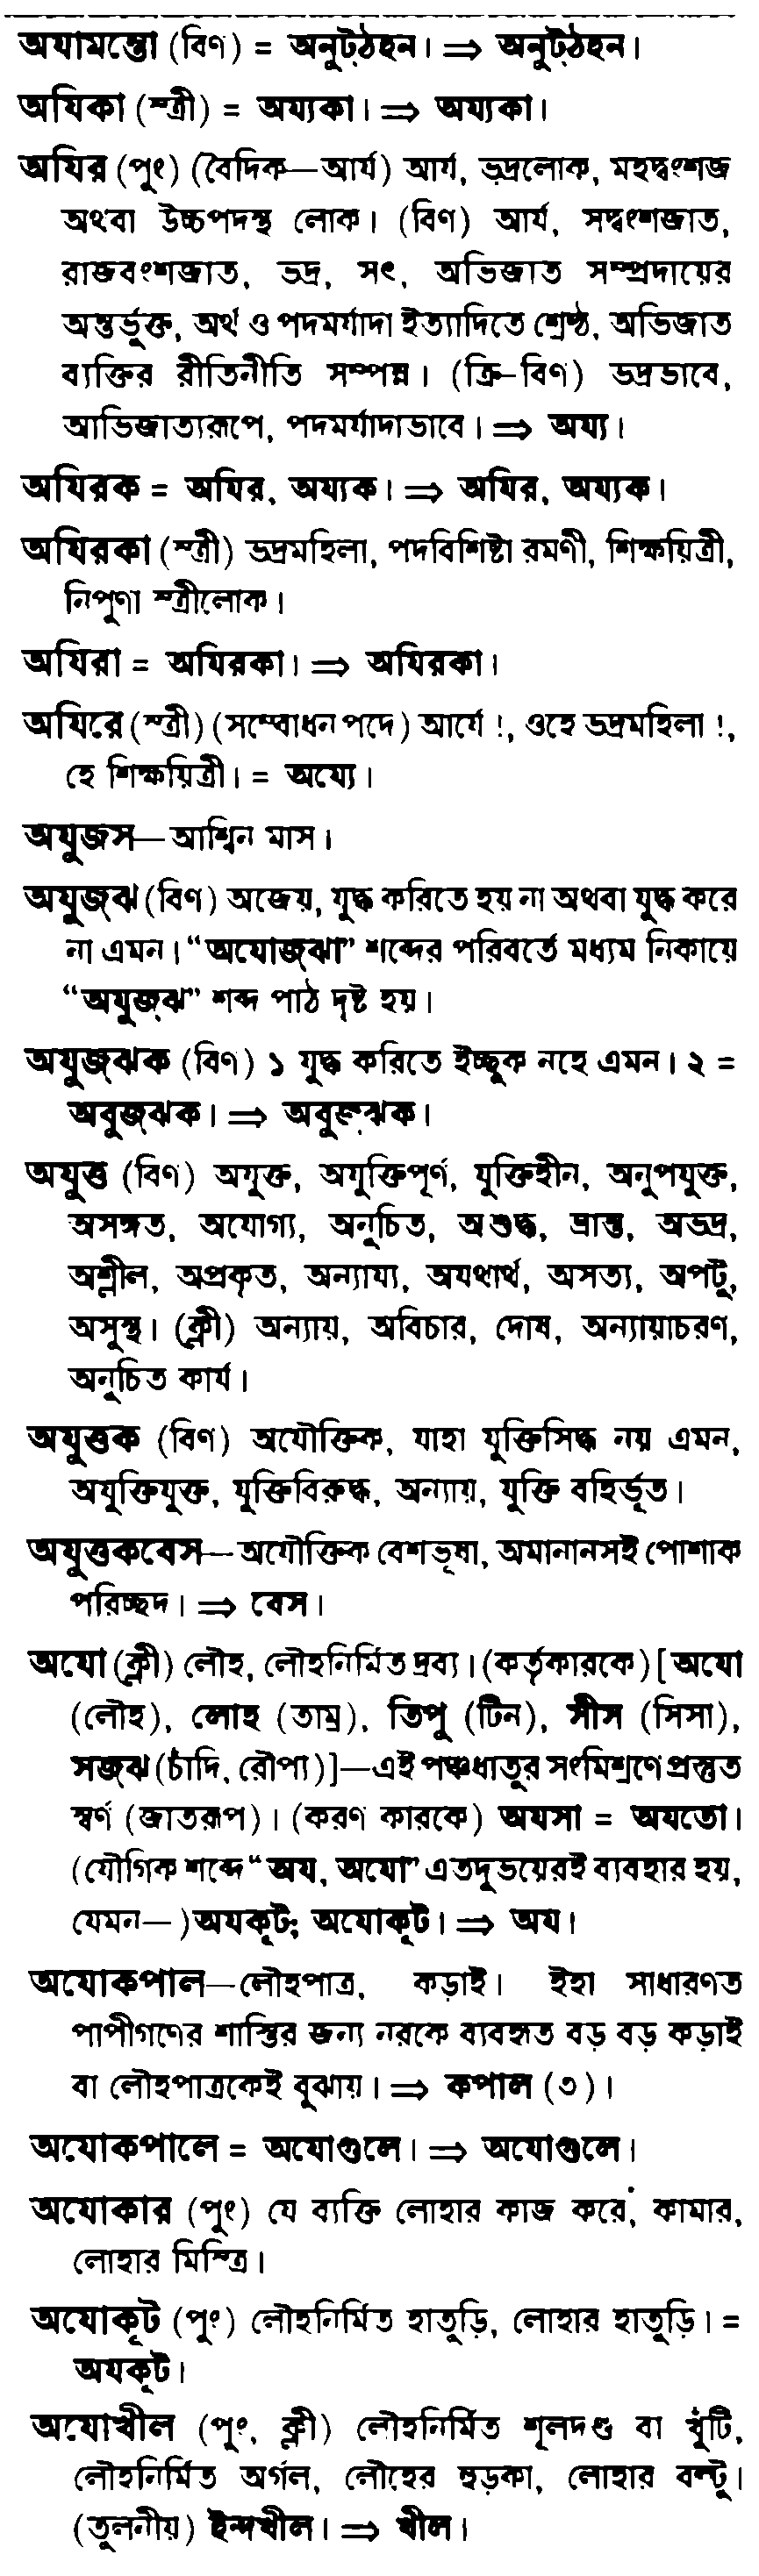 অযামন্তো (বিণ) = অনুট্ঠহন। ⇒ অনুট্ঠহন।
অযিকা (স্ত্রী) = অয্যকা। ⇒ অয্যকা।
অযির (পুং) (বৈদিক—আর্য) আর্য, ভদ্রলোক, মহদ্বংশজ
অথবা উচ্চপদস্থ লোক। (বিণ) আর্য, সদ্বংশজাত,
রাজবংশজাত, ভদ্র, সৎ, অভিজাত সম্প্রদায়ের
অন্তর্ভুক্ত, অর্থ ও পদমর্যাদা ইত্যাদিতে শ্রেষ্ঠ, অভিজাত
ব্যক্তির রীতিনীতি সম্পন্ন। (ক্রি-বিণ) ভদ্রভাবে,
আভিজাত্যরূপে, পদমর্যাদাভাবে। ⇒ অয্য।
অযিরক = অযির, অয্যক। ⇒ অযির, অয্যক।
অযিরকা (স্ত্রী) ভদ্রমহিলা, পদবিশিষ্টা রমণী, শিক্ষয়িত্রী,
নিপুণা স্ত্রীলোক।
অযিরা = অযিরকা। ⇒ অযিরকা।
অযিরে (স্ত্রী) (সম্বোধন পদে) আর্যে !, ওহে ভদ্রমহিলা !,
হে শিক্ষয়িত্রী। = অয্যে।
অযুজস—আশ্বিন মাস।
অযুজ্ঝ (বিণ) অজেয়, যুদ্ধ করিতে হয় না অথবা যুদ্ধ করে
না এমন। “অযোজ্ঝা” শব্দের পরিবর্তে মধ্যম নিকায়ে
“অযুজ্ঝ” শব্দ পাঠ দৃষ্ট হয়।
অযুজ্ঝক (বিণ) ১ যুদ্ধ করিতে ইচ্ছুক নহে এমন। ২ =
অবুজ্ঝক। ⇒ অবুজ্ঝক।
অযুত্ত (বিণ) অযুক্ত, অযুক্তিপূর্ণ, যুক্তিহীন, অনুপযুক্ত,
অসঙ্গত, অযোগ্য, অনুচিত, অশুদ্ধ, ভ্রান্ত, অভদ্র,
অশ্লীল, অপ্রকৃত, অন্যায্য, অযথার্থ, অসত্য, অপটু,
অসুস্থ। (ক্লী) অন্যায়, অবিচার, দোষ, অন্যায়াচরণ,
অনুচিত কার্য।
অযুত্তক (বিণ) অযৌক্তিক, যাহা যুক্তিসিদ্ধ নয় এমন,
অযুক্তিযুক্ত, যুক্তিবিরুদ্ধ, অন্যায়, যুক্তি বহির্ভূত।
অযুত্তকবেস—অযৌক্তিক বেশভূষা, অমানানসই পোশাক
পরিচ্ছদ। ⇒ বেস।
অযো (ক্লী) লৌহ, লৌহনির্মিত দ্রব্য। (কর্তৃকারকে) [ অযো
(লৌহ), লোহ (তাম্র), তিপু (টিন), সীস (সিসা),
সজ্ঝ (চাঁদি, রৌপ্য)]—এই পঞ্চধাতুর সংমিশ্রণে প্রস্তুত
স্বর্ণ (জাতরূপ)। (করণ কারকে) অযসা = অযতো।
(যৌগিক শব্দে “অয, অযো” এতদুভয়েরই ব্যবহার হয়,
যেমন— ) অযকূট; অযোকূট। ⇒ অয।
অযোকপাল—লৌহপাত্র, কড়াই। ইহা সাধারণত
পাপীগণের শাস্তির জন্য নরকে ব্যবহৃত বড় বড় কড়াই
বা লৌহপাত্রকেই বুঝায়। ⇒ কপাল (৩)।
অযোকপালে = অযোগুলে। ⇒ অযোগুলে।
অযোকার (পুং) যে ব্যক্তি লোহার কাজ করে, কামার,
লোহার মিস্ত্রি।
অযোকূট (পুং) লৌহনির্মিত হাতুড়ি, লোহার হাতুড়ি। =
অযকূট।
অযোখীল (পুং, ক্লী) লৌহনির্মিত শূলদণ্ড বা খুঁটি,
লৌহনির্মিত অর্গল, লৌহের হুড়কা, লোহার বল্টু।
(তুলনীয়) ইন্দখীল। ⇒ খীল।